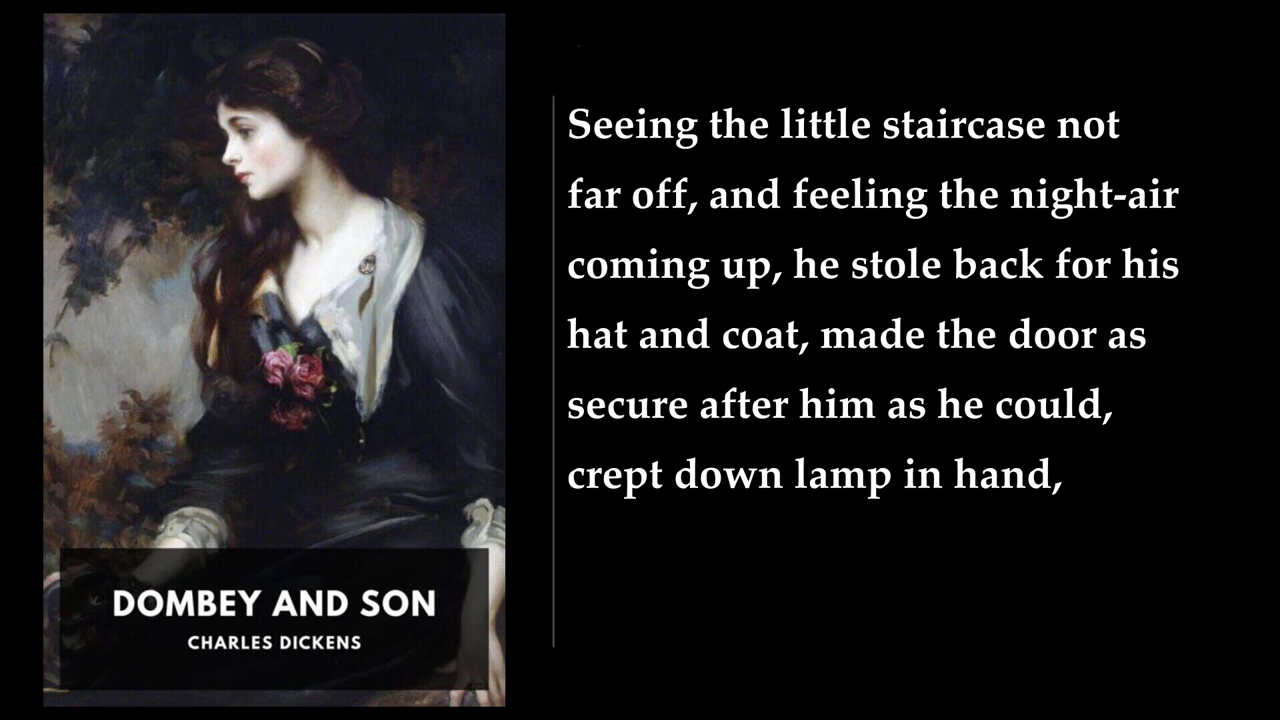 Seeing the little staircase not
far off, and feeling the night-air
coming up, he stole back for his
hat and coat, made the door as
secure after him as he could,
crept down lamp in hand,
DOMBEY AND SON
CHARLES DICKENS